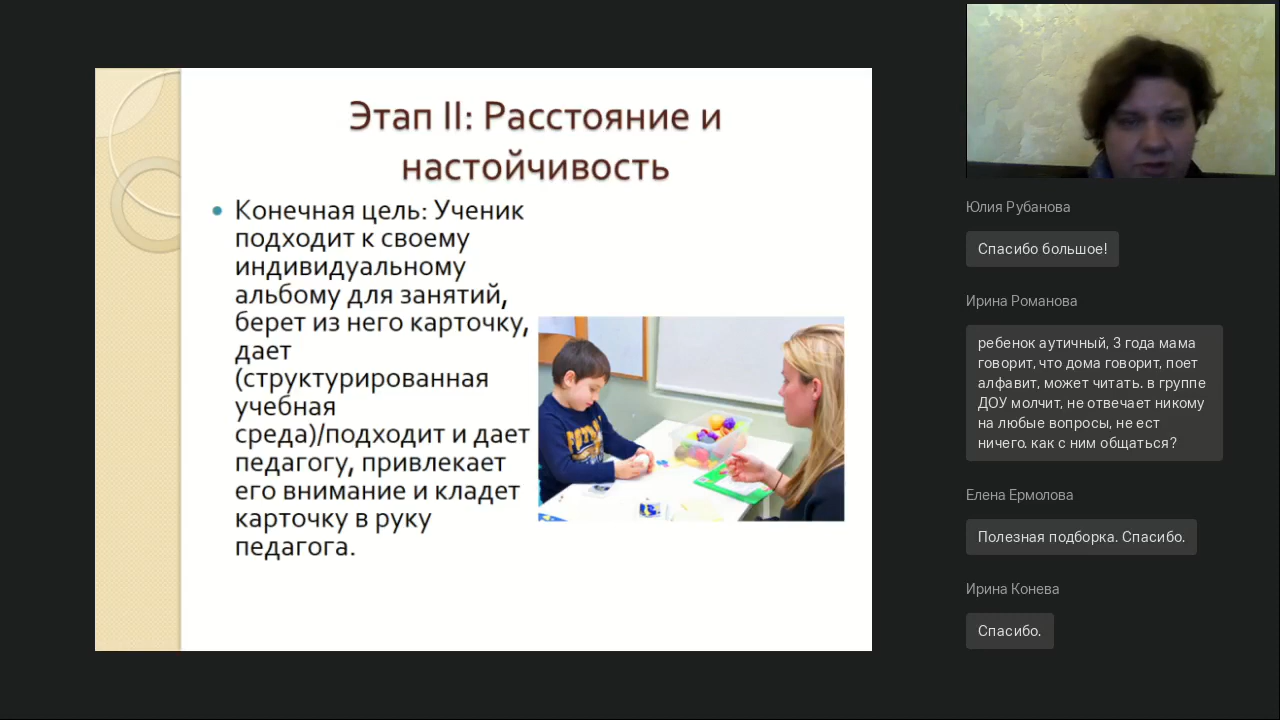 Этап II: Расстояние и
настойчивость
Конечная цель: Ученик
подходит к своему
индивидуальному
альбому для занятий,
берет из него карточку,
дает
(структурированная
учебная
среда)/подходит и дает
педагогу, привлекает
его внимание и кладет
карточку в руку
педагога.
Юлия Рубанова
Спасибо большое!
Ирина Романова
ребенок аутичный, 3 года мама
говорит, что дома говорит, поет
алфавит, может читать. в группе
ДОУ молчит, не отвечает никому
на любые вопросы, не ест
ничего. как с ним общаться?
Елена Ермолова
Полезная подборка. Спасибо.
Ирина Конева
Спасибо.